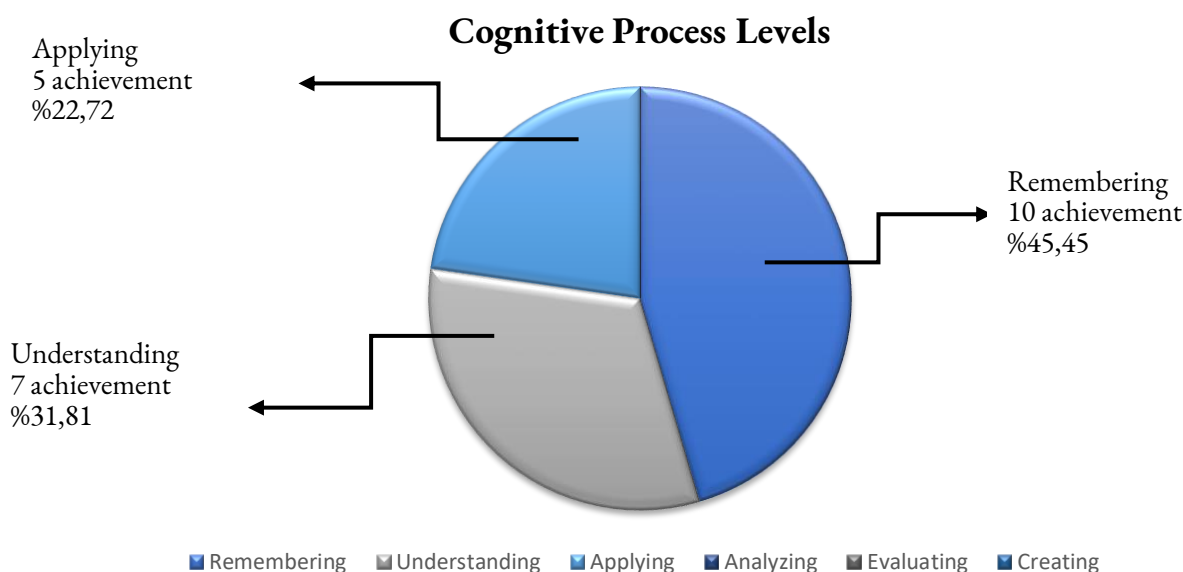 Cognitive Process Levels
Applying
5 achievement
%22,72
Remembering
10 achievement
%45,45
Understanding
7 achievement
%31,81
Remembering Understanding Applying Analyzing Evaluating Creating